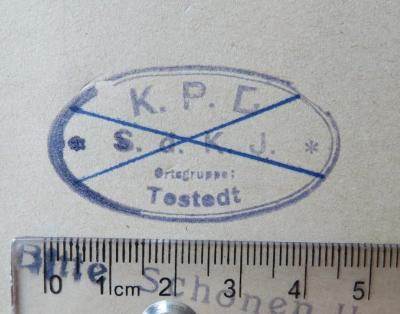 K. P. D.
* S. d. K. J. *
Ortsgruppe:
Tostedt
Bitte Schonen
0 1 cm 2 3 4 5